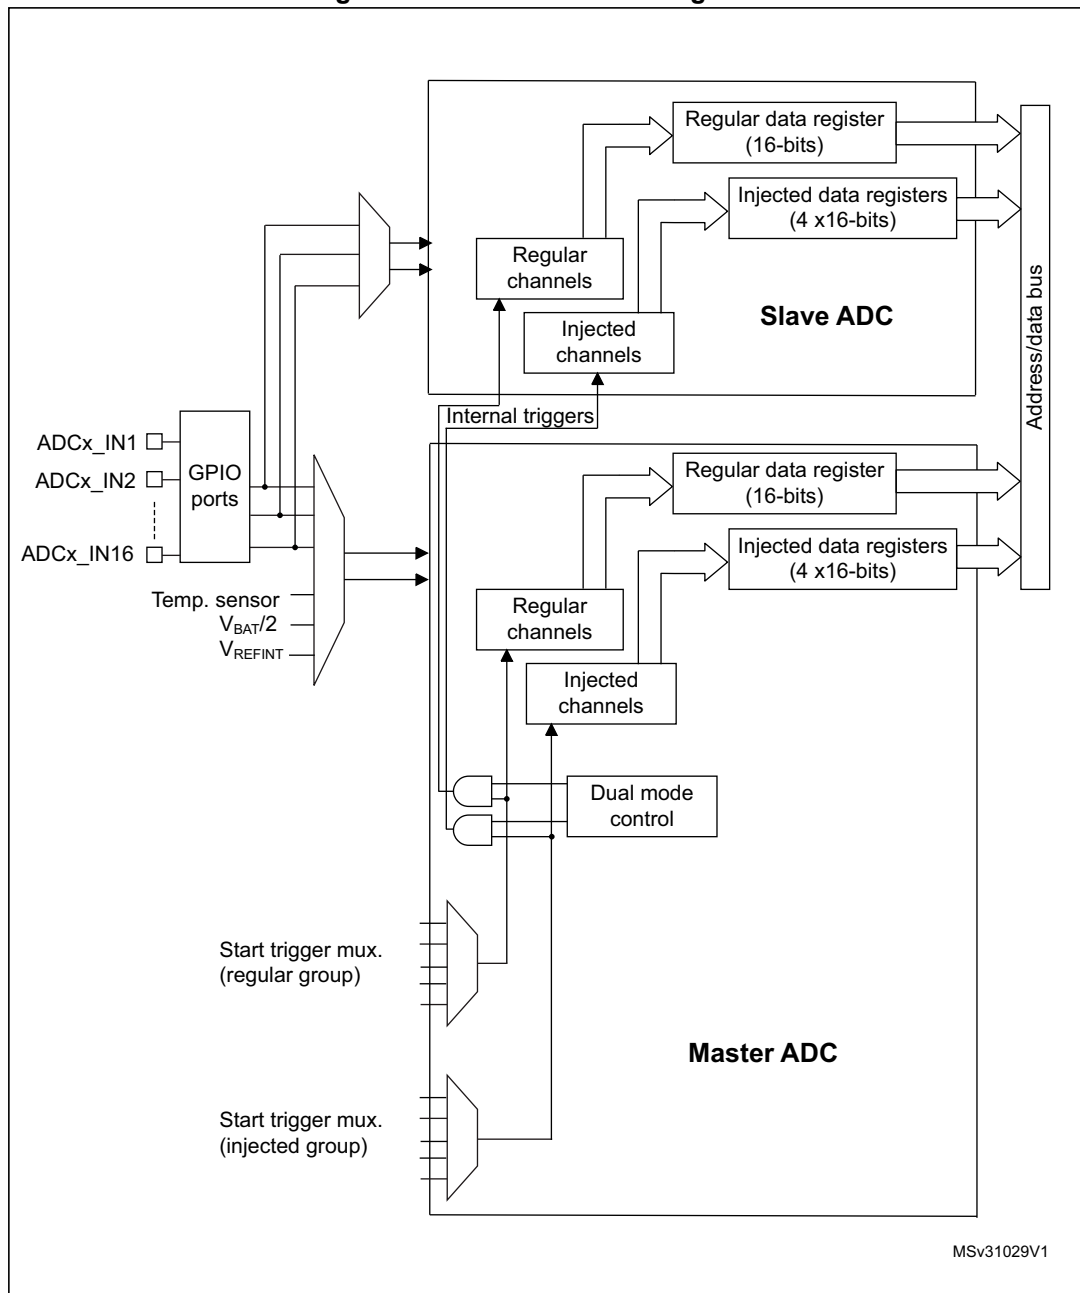 Regular data register
(16-bits)
Injected data registers
(4 x16-bits)
Regular
channels
Injected
channels
Slave ADC
Address/data bus
Internal triggers
ADCx_IN1
ADCx_IN2
ADCx_IN16
GPIO
ports
Temp. sensor
VBAT/2
VREFINT
Regular data register
(16-bits)
Injected data registers
(4 x16-bits)
Regular
channels
Injected
channels
Dual mode
control
Start trigger mux.
(regular group)
Master ADC
Start trigger mux.
(injected group)
MSv31029V1